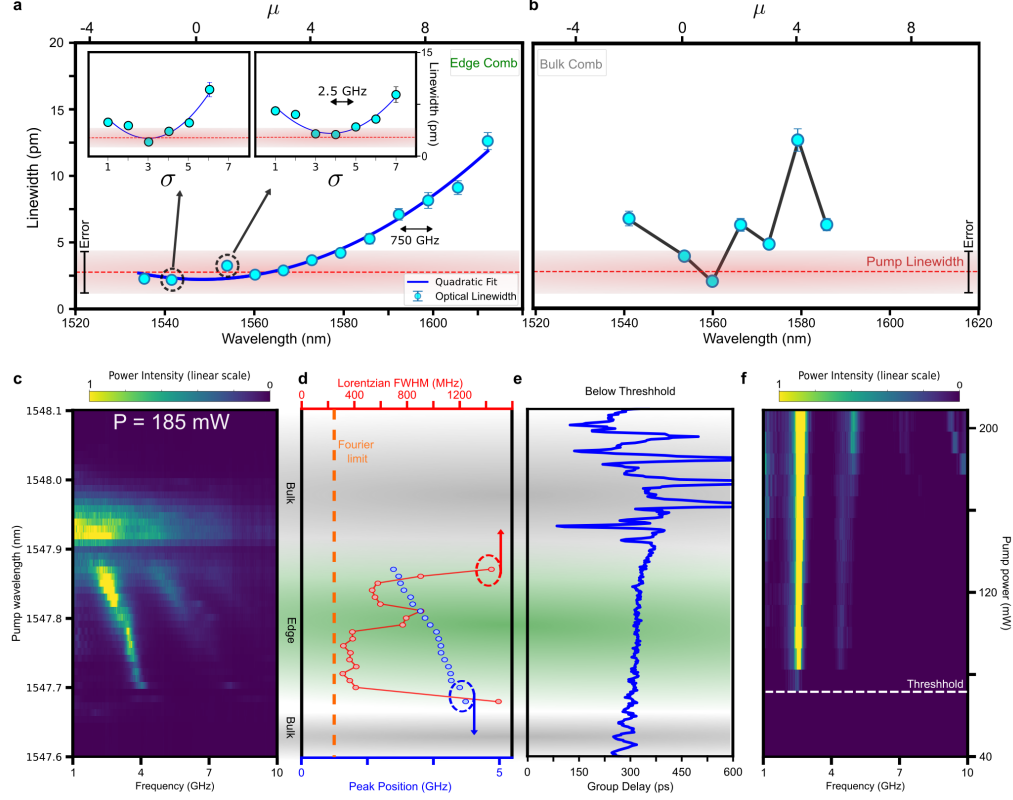 a
μ
-4
0
4
8
Edge Comb
20
15
10
5
0
Linewidth (pm)
15
0
Linewidth (pm)
2.5 GHz
1 3 5 7
σ
1 3 5 7
σ
Error
750 GHz
Quadratic Fit
Optical Linewidth
1520 1540 1560 1580 1600
Wavelength (nm)
b
μ
-4 0 4 8
Bulk Comb
Pump Linewidth
Error
1520 1540 1560 1580 1600 1620
Wavelength (nm)
c
Power Intensity (linear scale)
1
0
P = 185 mW
1548.1
1548.0
1547.9
1547.8
1547.7
1547.6
Pump wavelength (nm)
1 4 7 10
Frequency (GHz)
d
Lorentzian FWHM (MHz)
0 400 800 1200
Fourier
limit
Bulk
Edge
Bulk
0 5
Peak Position (GHz)
e
Below Threshhold
0 150 300 450 600
Group Delay (ps)
f
Power Intensity (linear scale)
1
0
200
120
40
Pump power (mW)
Threshhold
1 4 7 10
Frequency (GHz)